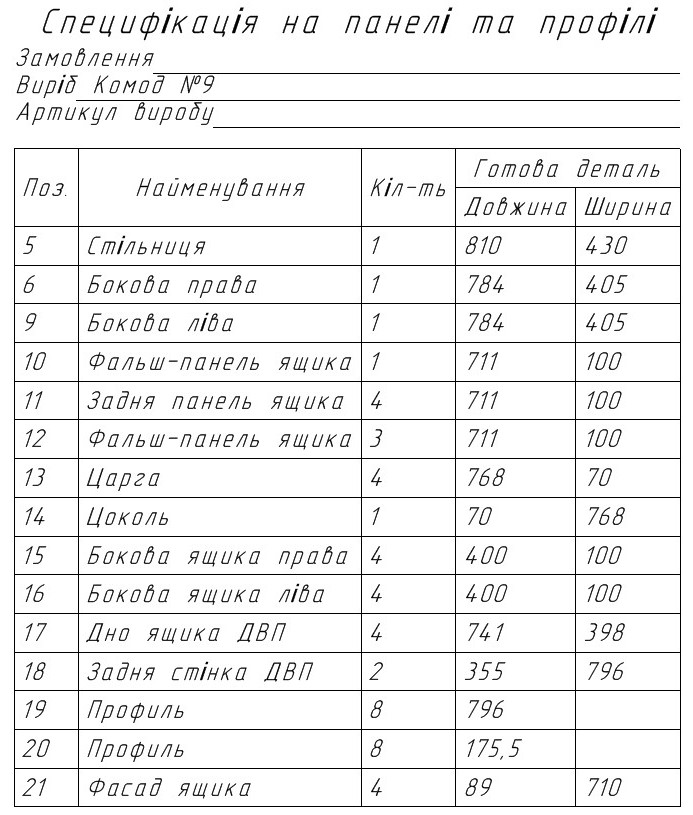 Специфікація на панелі та профілі
Замовлення
Виріб Комод №9
Артикул виробу
Поз. Найменування Кіл-ть Готова деталь
Довжина Ширина
5 Стільниця 1 810 430
6 Бокова права 1 784 405
9 Бокова ліва 1 784 405
10 Фальш-панель ящика 1 711 100
11 Задня панель ящика 4 711 100
12 Фальш-панель ящика 3 711 100
13 Царга 4 768 70
14 Цоколь 1 70 768
15 Бокова ящика права 4 400 100
16 Бокова ящика ліва 4 400 100
17 Дно ящика ДВП 4 741 398
18 Задня стінка ДВП 2 355 796
19 Профиль 8 796
20 Профиль 8 175,5
21 Фасад ящика 4 89 710